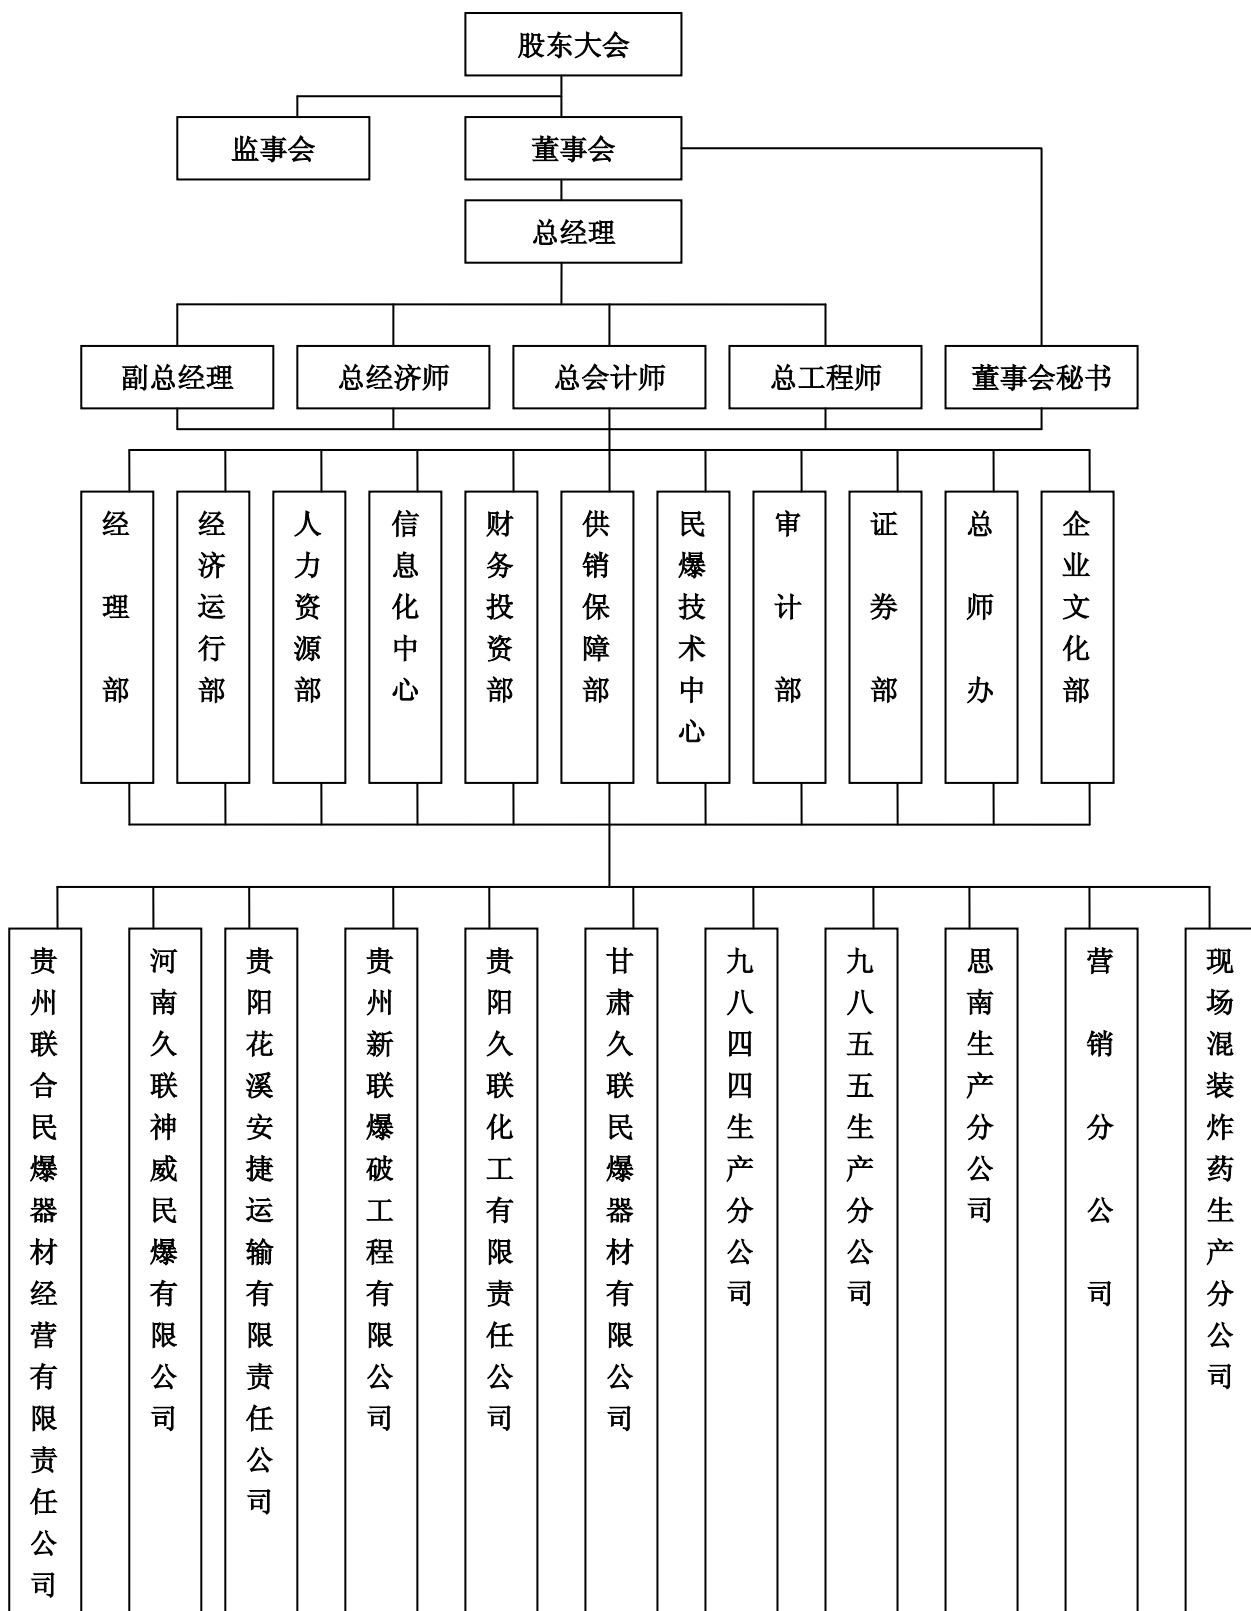 股东大会
监事会
董事会
总经理
副总经理
总经济师
总会计师
总工程师
董事会秘书
经理部
经济运行部
人力资源部
信息化中心
财务投资部
供销保障部
民爆技术中心
审计部
证券部
总师办
企业文化部
贵州联合民爆器材经营有限责任公司
河南久联神威民爆有限公司
贵阳花溪安捷运输有限责任公司
贵州新联爆破工程有限公司
贵阳久联化工有限责任公司
甘肃久联民爆器材有限公司
九八四四生产分公司
九八五五生产分公司
思南生产分公司
营销分公司
现场混装炸药生产分公司